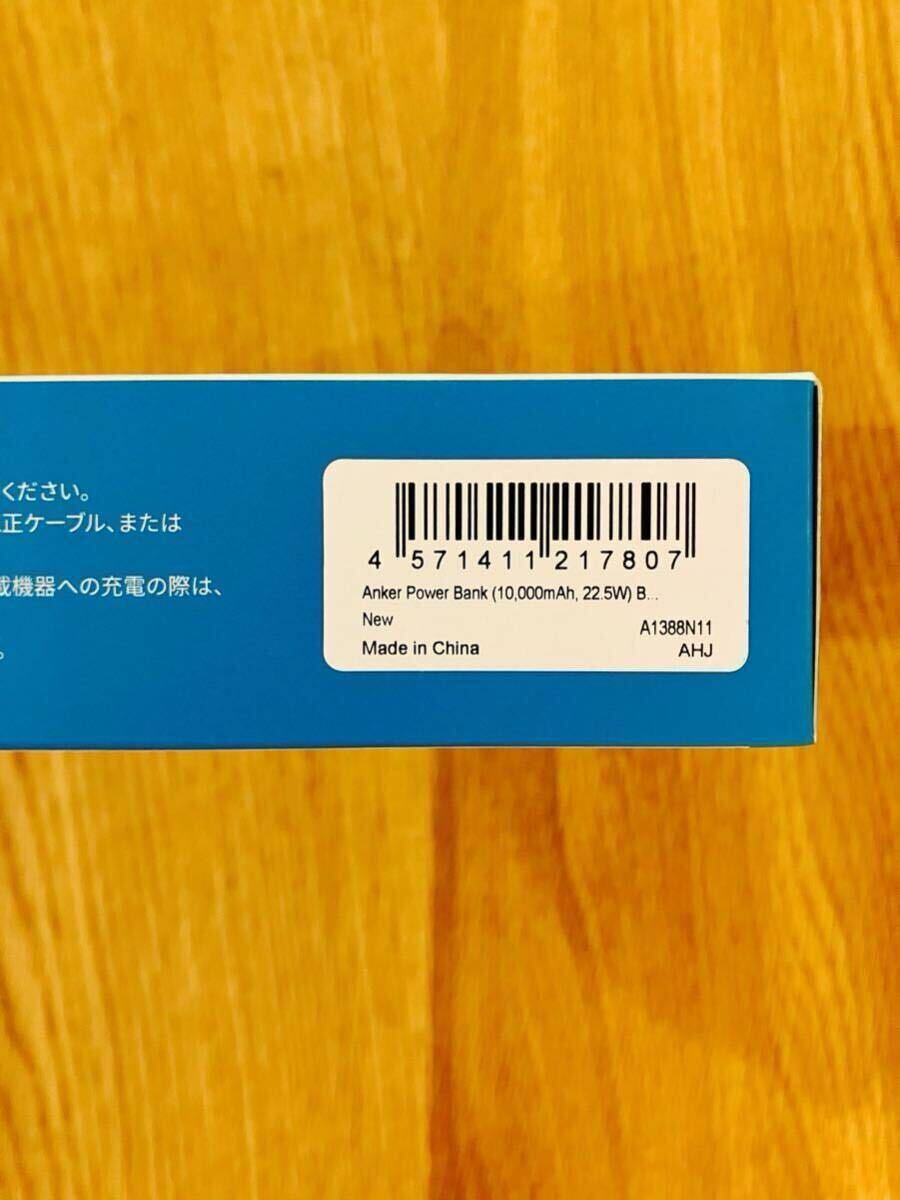 ください。
正ケーブル、または
載機器への充電の際は、
。
4 571411 217807
Anker Power Bank (10,000mAh, 22.5W) B...
New
A1388N11
Made in China
AHJ